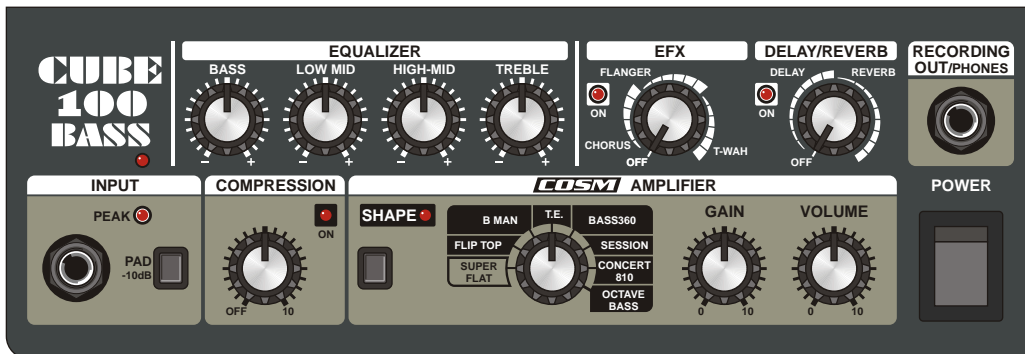 CUBE
100
BASS
EQUALIZER
BASS
LOW MID
HIGH-MID
TREBLE
– +
– +
– +
– +
EFX
FLANGER
ON
CHORUS
OFF
T-WAH
DELAY/REVERB
DELAY
REVERB
ON
OFF
RECORDING
OUT/PHONES
INPUT
PEAK
PAD
-10dB
COMPRESSION
ON
OFF 10
COSM AMPLIFIER
SHAPE
B MAN
T.E.
BASS360
FLIP TOP
SESSION
SUPER
FLAT
CONCERT
810
OCTAVE
BASS
GAIN
0 10
VOLUME
0 10
POWER